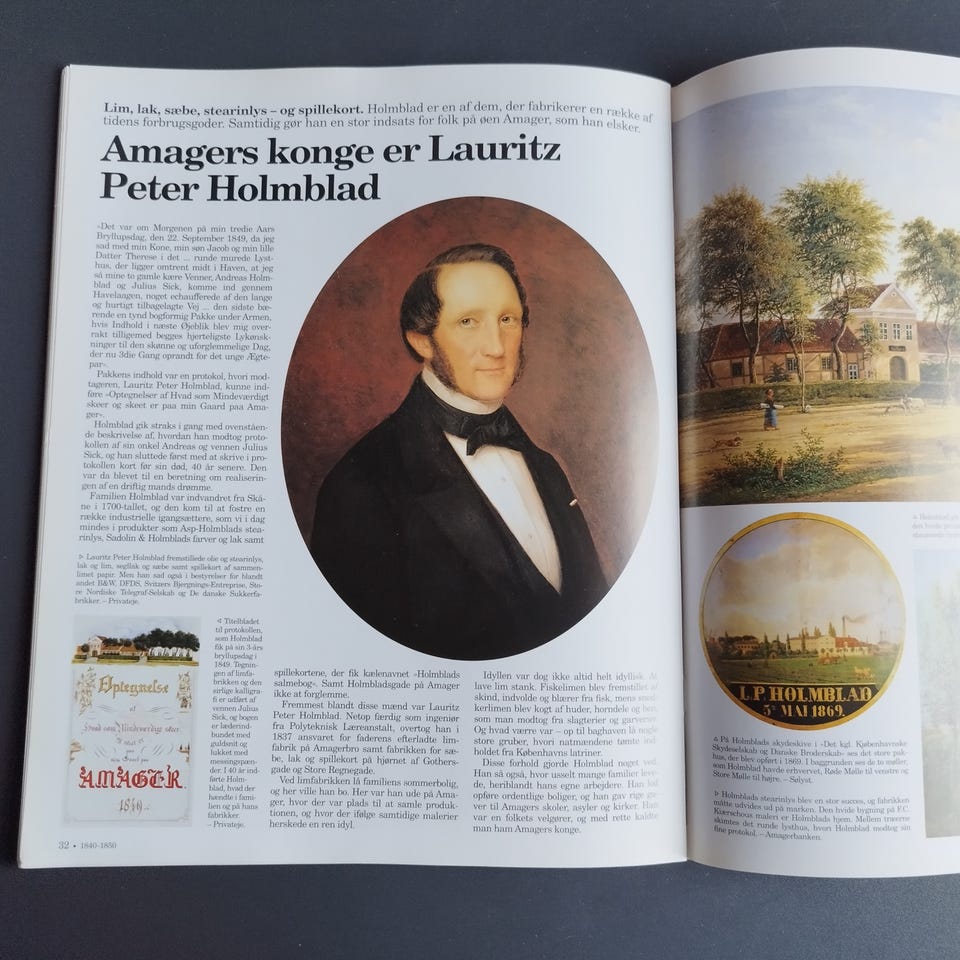 Lim, lak, sæbe, stearinlys – og spillekort. Holmblad er en af dem, der fabrikerer en række af
tidens forbrugsgoder. Samtidig gør han en stor indsats for folk på øen Amager, som han elsker.
Amagers konge er Lauritz
Peter Holmblad
»Det var om Morgenen på min tredie Aars
Bryllupsdag, den 22. September 1849, da jeg
sad med min Kone, min søn Jacob og min lille
Datter Therese i det ... runde murede Lyst-
hus, der ligger omtrent midt i Haven, at jeg
så mine to gamle kære Venner, Andreas Holm-
blad og Julius Sick, komme ind gennem
Havelaagen, noget echaufferede af den lange
og hurtigt tilbagelagte Vej ... den sidste bæ-
rende en tynd bogformig Pakke under Armen,
hvis Indhold i næste Øjeblik blev mig over-
rakt tilligemed begges hjerteligste Lykønsk-
ninger til den skønne og uforglemmelige Dag,
der nu 3die Gang oprandt for det unge Ægte-
par«.
Pakkens indhold var en protokol, hvori mod-
tageren, Lauritz Peter Holmblad, kunne ind-
føre »Optegnelser af Hvad som Mindeværdigt
skeer og skeet er paa min Gaard paa Ama-
ger«.
Holmblad gik straks i gang med ovenståen-
de beskrivelse af, hvordan han modtog proto-
kollen af sin onkel Andreas og vennen Julius
Sick, og han sluttede først med at skrive i pro-
tokollen kort før sin død, 40 år senere. Den
var da blevet til en beretning om realiserin-
gen af en driftig mands drømme.
Familien Holmblad var indvandret fra Skå-
ne i 1700-tallet, og den kom til at fostre en
række industrielle igangsættere, som vi i dag
mindes i produkter som Asp-Holmblads stea-
rinlys, Sadolin & Holmblads farver og lak samt
▷ Lauritz Peter Holmblad fremstillede olie og stearinlys,
lak og lim, segllak og sæbe samt spillekort af sammen-
limet papir. Men han sad også i bestyrelser for blandt
andet B&W, DFDS, Svitzers Bjergnings-Entreprise, Sto-
re Nordiske Telegraf-Selskab og De danske Sukkerfa-
brikker. – Privateje.
Optegnelse
af
Hvad som Mindeværdigt skeer
paa
AMAGER.
1849.
◁ Titelbladet
til protokollen,
som Holmblad
fik på sin 3-års
bryllupsdag i
1849. Tegnin-
gen af limfa-
brikken og den
sirlige kalligra-
fi er udført af
vennen Julius
Sick, og bogen
er læderind-
bundet med
guldsnit og
lukket med
messingspæn-
der. I 40 år ind-
førte Holm-
blad, hvad der
hændte i fami-
lien og på hans
fabrikker.
– Privateje.
spillekortene, der fik kælenavnet »Holmblads
salmebog«. Samt Holmbladsgade på Amager
ikke at forglemme.
Fremmest blandt disse mænd var Lauritz
Peter Holmblad. Netop færdig som ingeniør
fra Polyteknisk Læreanstalt, overtog han i
1837 ansvaret for faderens efterladte lim-
fabrik på Amagerbro samt fabrikken for sæ-
be, lak og spillekort på hjørnet af Gothers-
gade og Store Regnegade.
Ved limfabrikken lå familiens sommerbolig,
og her ville han bo. Her var han ude på Ama-
ger, hvor der var plads til at samle produk-
tionen, og hvor der ifølge samtidige malerier
herskede en ren idyl.
Idyllen var dog ikke altid helt idyllisk. At
lave lim stank. Fiskelimen blev fremstillet af
skind, indvolde og blærer fra fisk, mens sned-
kerlimen blev kogt af huder, horndele og ben,
som man modtog fra slagterier og garverier.
Og hvad værre var – op til baghaven lå nogle
store gruber, hvori natmændene tømte ind-
holdet fra Københavns latriner.
Disse forhold gjorde Holmblad noget ved.
Han så også, hvor usselt mange familier leve-
de, heriblandt hans egne arbejdere. Han lod
opføre ordentlige boliger, og han gav rige ga-
ver til Amagers skoler, asyler og kirker. Han
var en folkets velgører, og med rette kaldte
man ham Amagers konge.
32 • 1840-1850
△ Holmblad
L.P. HOLMBLAD.
5ᵗ MAI 1869.
△ På Holmblads skydeskive i »Det kgl. Københavnske
Skydeselskab og Danske Broderskab« ses det store pak-
hus, der blev opført i 1869. I baggrunden ses de to møller,
som Holmblad havde erhvervet, Røde Mølle til venstre og
Store Mølle til højre. – Sølyst.
▷ Holmblads stearinlys blev en stor succes, og fabrikken
måtte udvides ud på marken. Den hvide bygning på F.C.
Kiærschous maleri er Holmblads hjem. Mellem træerne
skimtes det runde lysthus, hvori Holmblad modtog sin
fine protokol. – Amagerbanken.